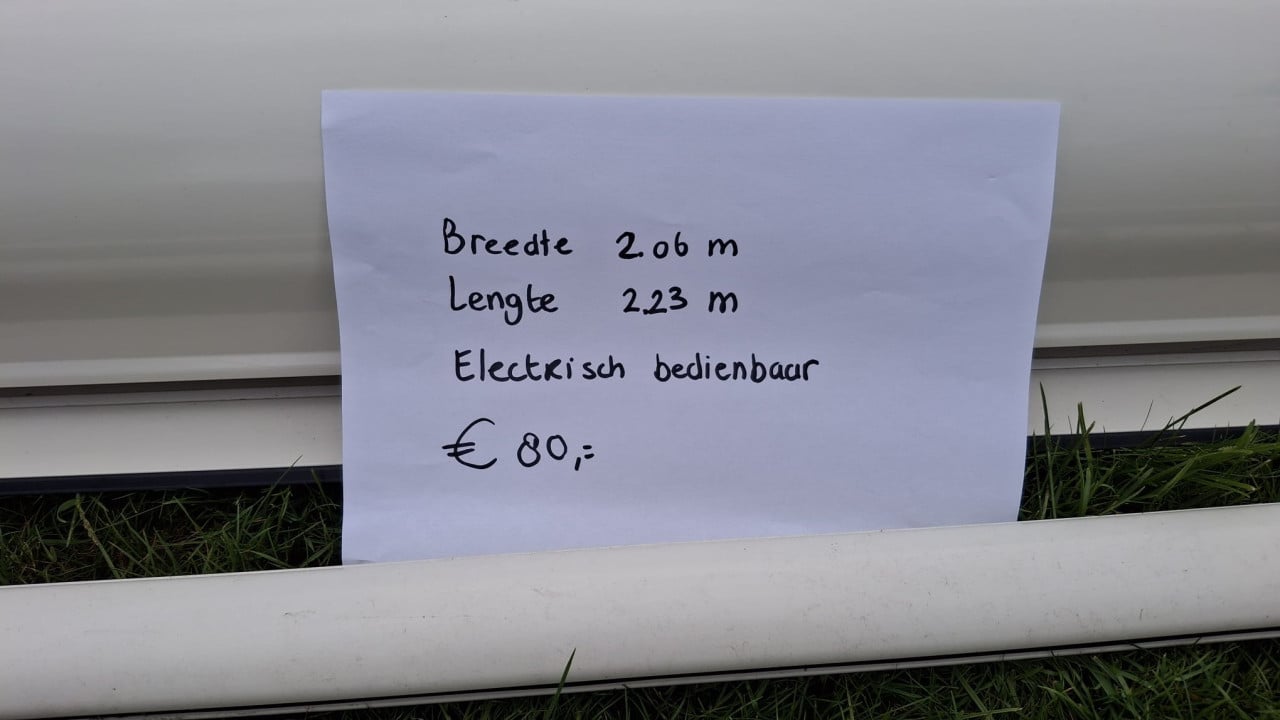 Breedte 2.06 m
Lengte 2.23 m
Electrisch bedienbaar
€ 80,=